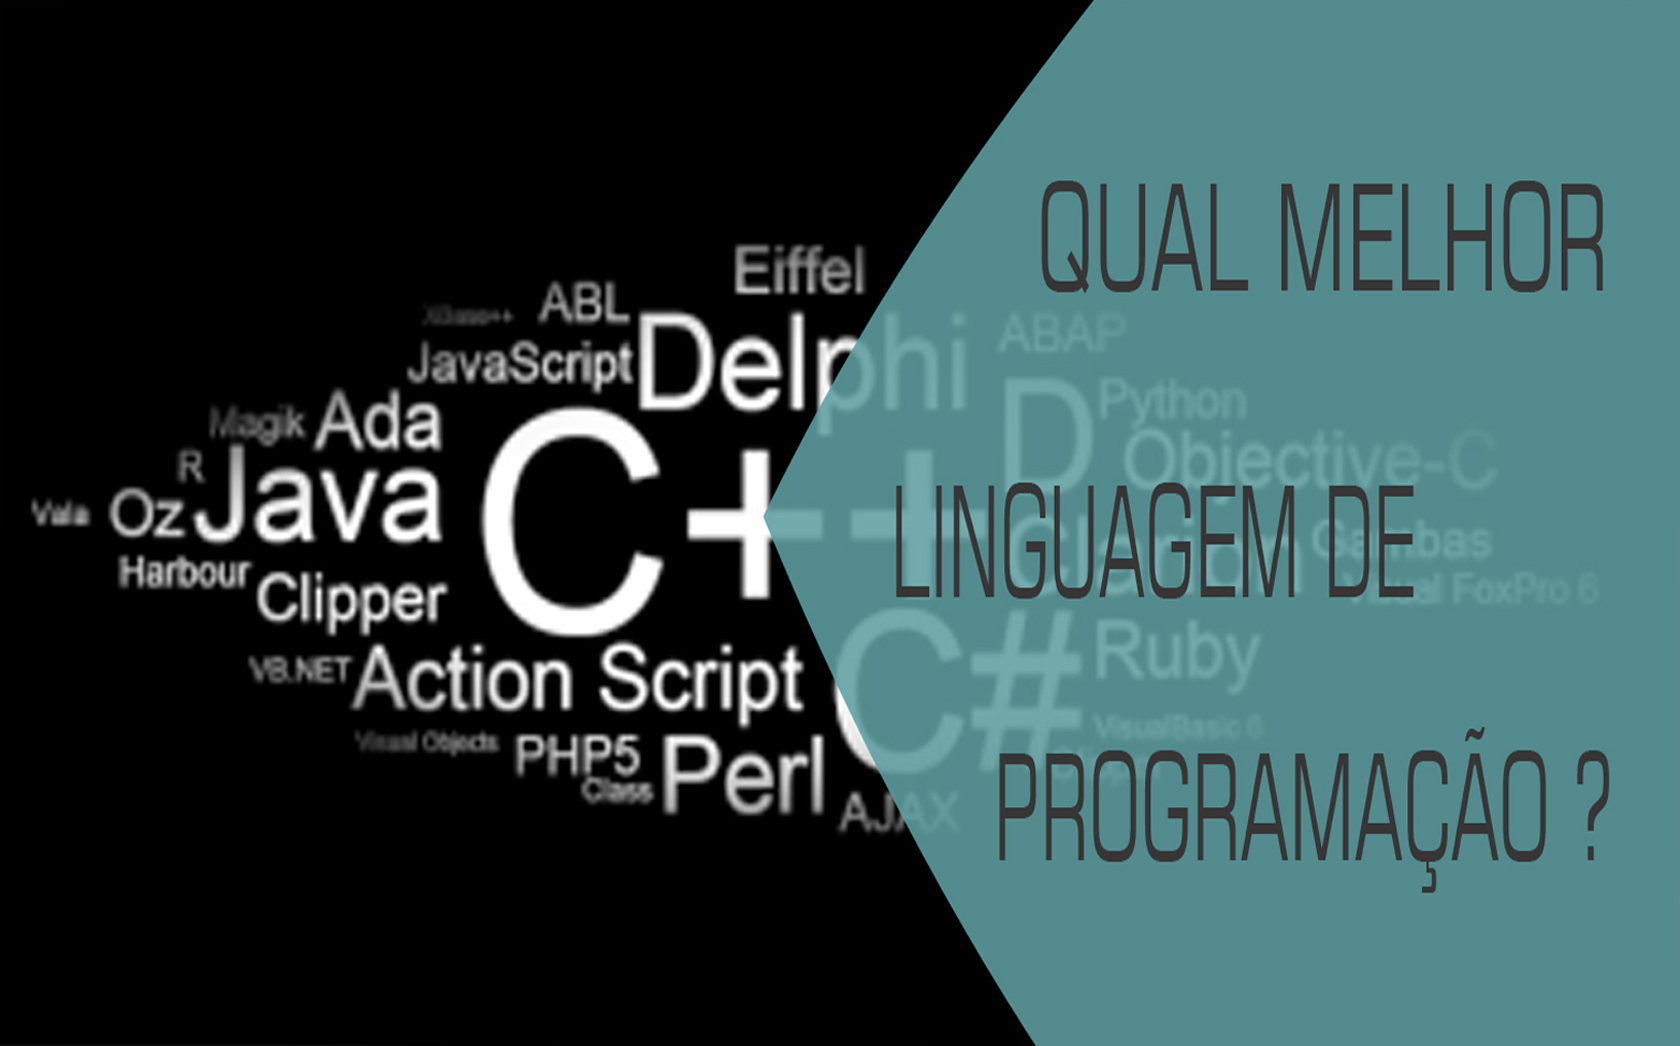 QUAL MELHOR
LINGUAGEM DE
PROGRAMAÇÃO ?
Eiffel
ABL
Delphi
ABAP
JavaScript
D
Python
Magik
Ada
C++
Objective-C
R
Java
Vala
Oz
Clarion
Gambas
Harbour
Clipper
Visual FoxPro 6
C#
Ruby
VB.NET
Action Script
VisualBasic 6
Visual Objects
PHP5
Perl
Class
AJAX